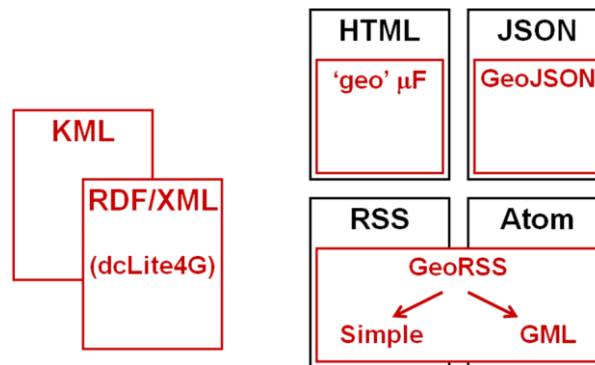 HTML
JSON
‘geo’ µF
GeoJSON
KML
RDF/XML
(dcLite4G)
RSS
Atom
GeoRSS
Simple
GML